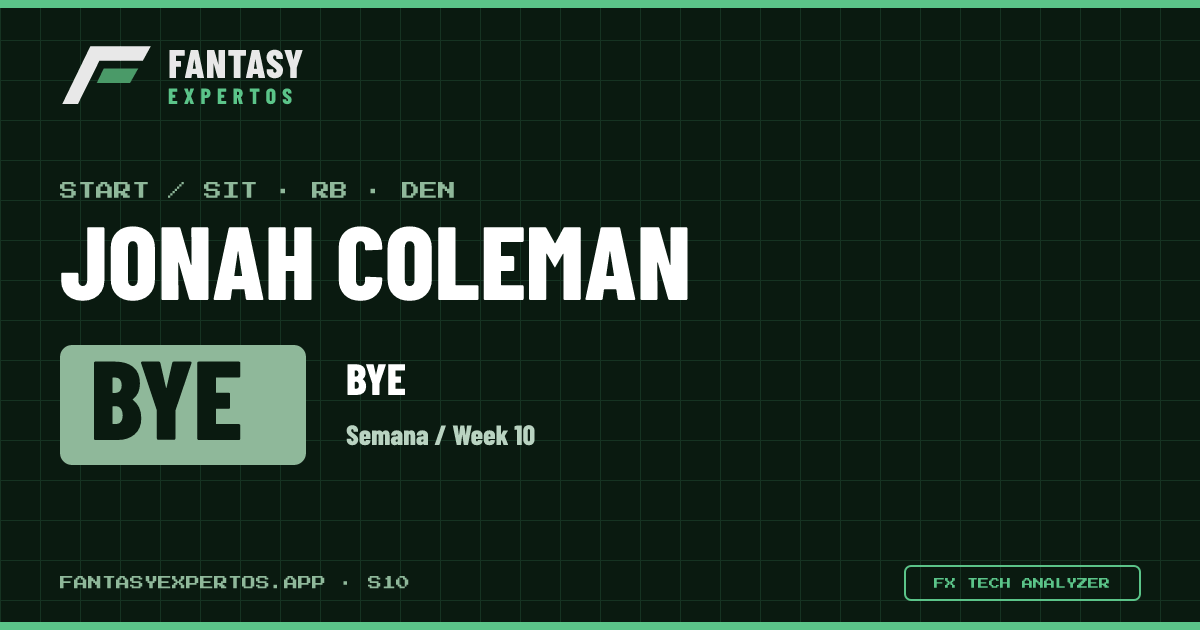 FANTASY
EXPERTOS
START / SIT · RB · DEN
JONAH COLEMAN
BYE
BYE
Semana / Week 10
FANTASYEXPERTOS.APP · S10
FX TECH ANALYZER